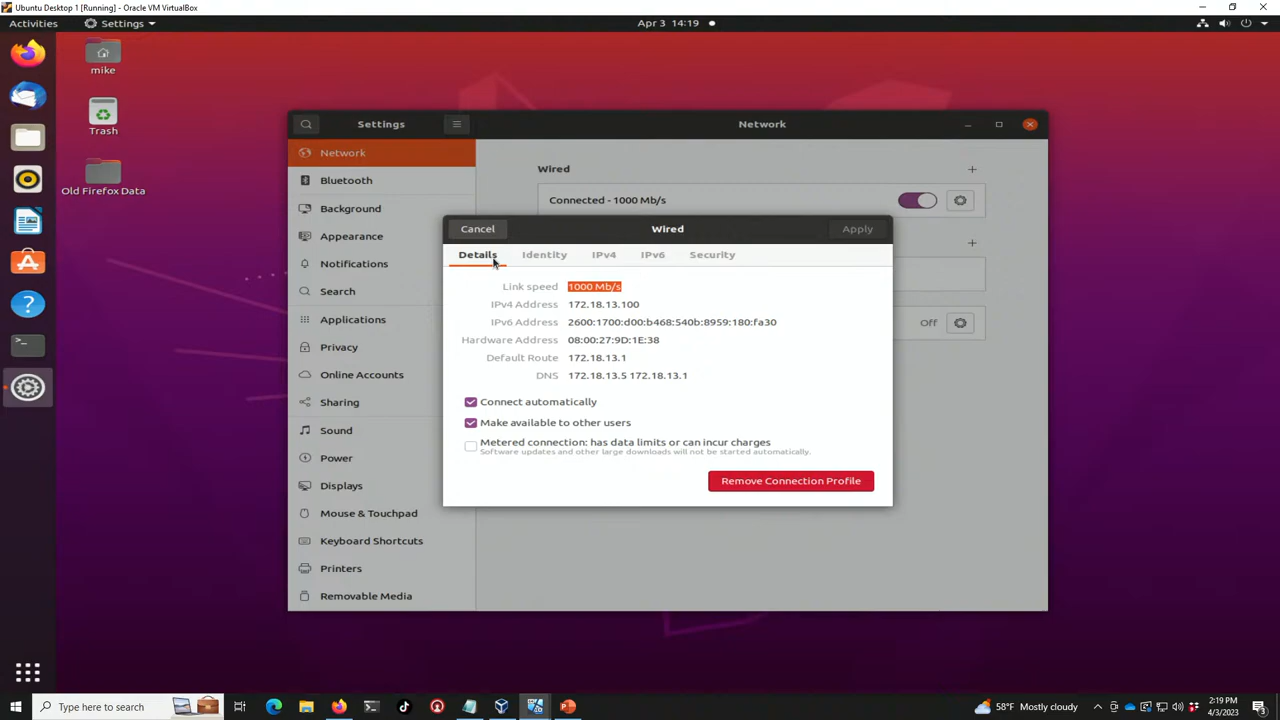 Ubuntu Desktop 1 [Running] - Oracle VM VirtualBox
Activities
Settings
Apr 3 14:19
mike
Trash
Old Firefox Data
Settings
Network
Network
Bluetooth
Background
Appearance
Notifications
Search
Applications
Privacy
Online Accounts
Sharing
Sound
Power
Displays
Mouse & Touchpad
Keyboard Shortcuts
Printers
Removable Media
Wired
Connected - 1000 Mb/s
Off
Cancel
Wired
Apply
Details
Identity
IPv4
IPv6
Security
Link speed 1000 Mb/s
IPv4 Address 172.18.13.100
IPv6 Address 2600:1700:d00:b468:540b:8959:180:fa30
Hardware Address 08:00:27:9D:1E:38
Default Route 172.18.13.1
DNS 172.18.13.5 172.18.13.1
Connect automatically
Make available to other users
Metered connection: has data limits or can incur charges
Software updates and other large downloads will not be started automatically.
Remove Connection Profile
Type here to search
58°F Mostly cloudy
2:19 PM
4/3/2023